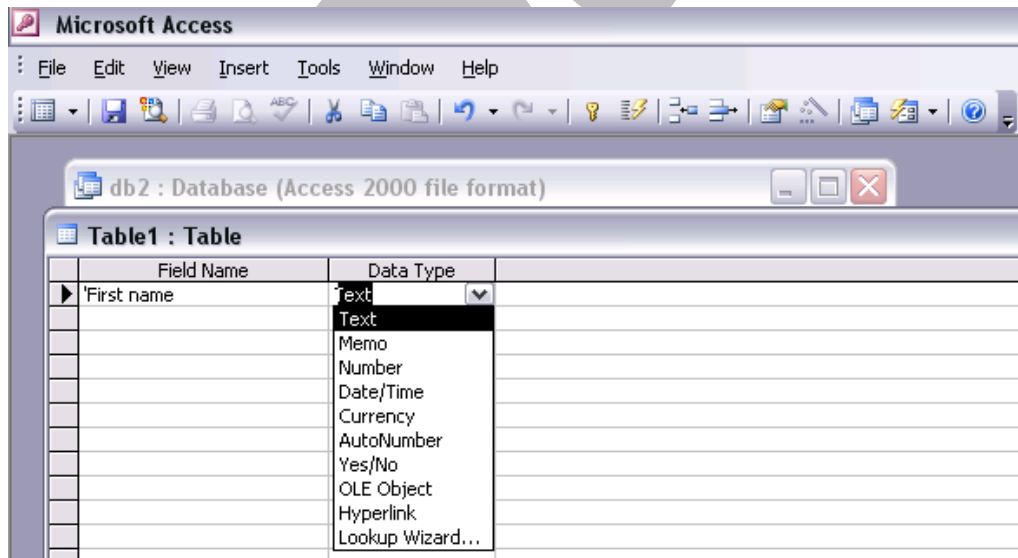 Microsoft Access
File Edit View Insert Tools Window Help
ABC
db2 : Database (Access 2000 file format)
Table1 : Table
Field Name Data Type
'First name Text
Text
Memo
Number
Date/Time
Currency
AutoNumber
Yes/No
OLE Object
Hyperlink
Lookup Wizard...